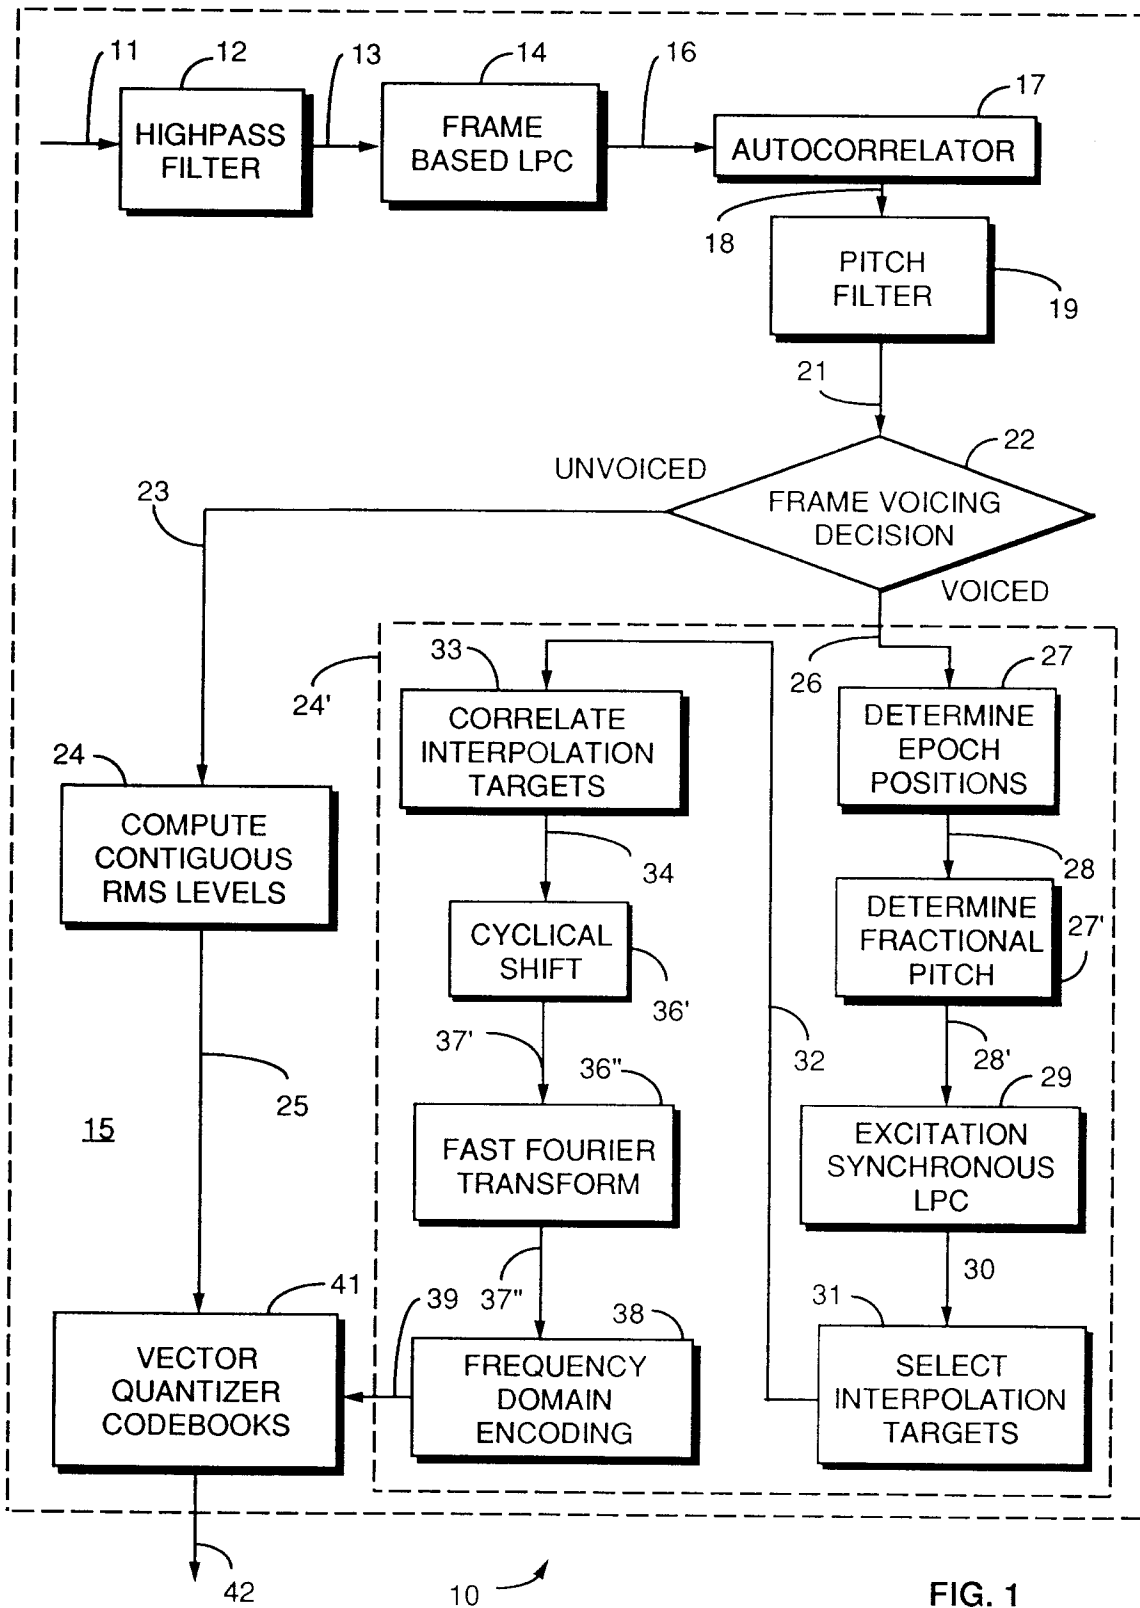 11
12
13
14
16
17
HIGHPASS
FILTER
FRAME
BASED LPC
AUTOCORRELATOR
18
PITCH
FILTER
19
21
22
UNVOICED
FRAME VOICING
DECISION
23
VOICED
24'
33
26
27
CORRELATE
INTERPOLATION
TARGETS
DETERMINE
EPOCH
POSITIONS
24
COMPUTE
CONTIGUOUS
RMS LEVELS
34
28
CYCLICAL
SHIFT
36'
DETERMINE
FRACTIONAL
PITCH
27'
37'
36"
32
28'
29
25
15
FAST FOURIER
TRANSFORM
EXCITATION
SYNCHRONOUS
LPC
37"
30
41
39
38
31
VECTOR
QUANTIZER
CODEBOOKS
FREQUENCY
DOMAIN
ENCODING
SELECT
INTERPOLATION
TARGETS
42
10
FIG. 1